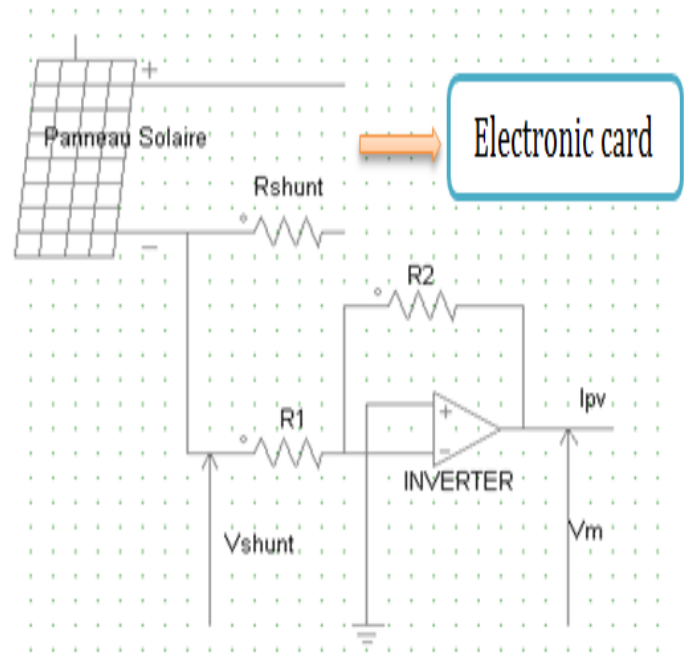 +
Panneau Solaire
Electronic card
Rshunt
−
R2
R1
+
Ipv
−
INVERTER
Vshunt
Vm